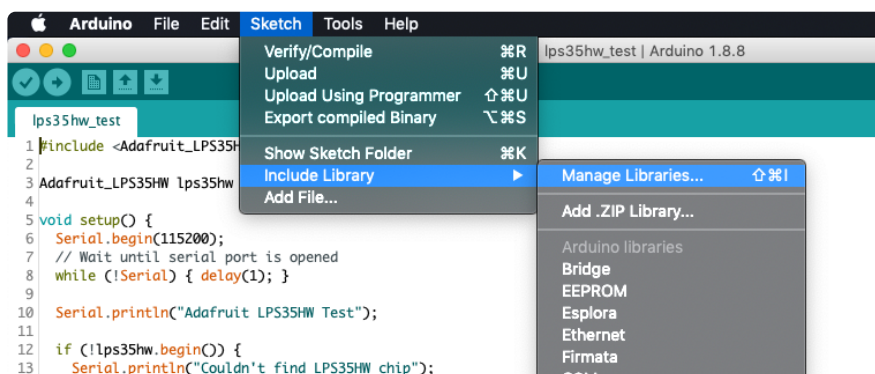 Arduino File Edit Sketch Tools Help
lps35hw_test | Arduino 1.8.8
Verify/Compile ⌘R
Upload ⌘U
Upload Using Programmer ⇧⌘U
Export compiled Binary ⌥⌘S
Show Sketch Folder ⌘K
Include Library ▶
Add File...
Manage Libraries... ⇧⌘I
Add .ZIP Library...
Arduino libraries
Bridge
EEPROM
Esplora
Ethernet
Firmata
lps35hw_test
1 #include <Adafruit_LPS35H
2
3 Adafruit_LPS35HW lps35hw
4
5 void setup() {
6 Serial.begin(115200);
7 // Wait until serial port is opened
8 while (!Serial) { delay(1); }
9
10 Serial.println("Adafruit LPS35HW Test");
11
12 if (!lps35hw.begin()) {
13 Serial.println("Couldn't find LPS35HW chip");